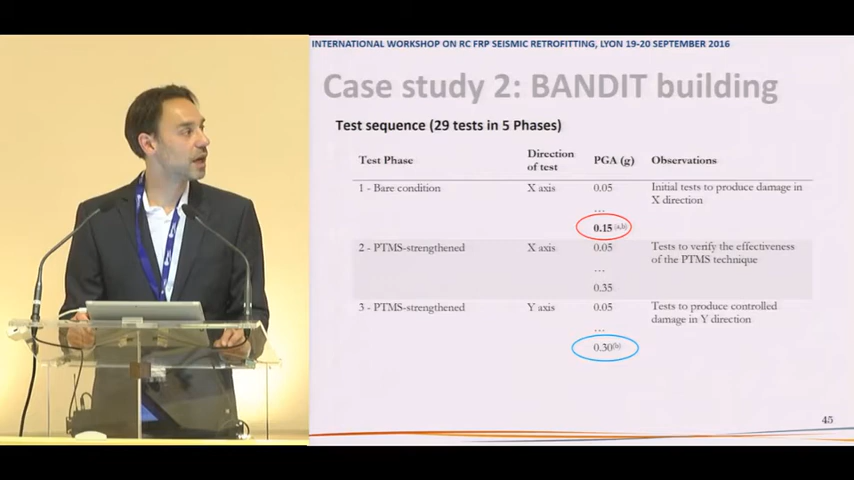 INTERNATIONAL WORKSHOP ON RC FRP SEISMIC RETROFITTING, LYON 19-20 SEPTEMBER 2016
Case study 2: BANDIT building
Test sequence (29 tests in 5 Phases)
Test Phase Direction of test PGA (g) Observations
1 - Bare condition X axis 0.05 Initial tests to produce damage in
X direction
...
0.15 (a,b)
2 - PTMS-strengthened X axis 0.05 Tests to verify the effectiveness
of the PTMS technique
...
0.35
3 - PTMS-strengthened Y axis 0.05 Tests to produce controlled
damage in Y direction
...
0.30(b)
45